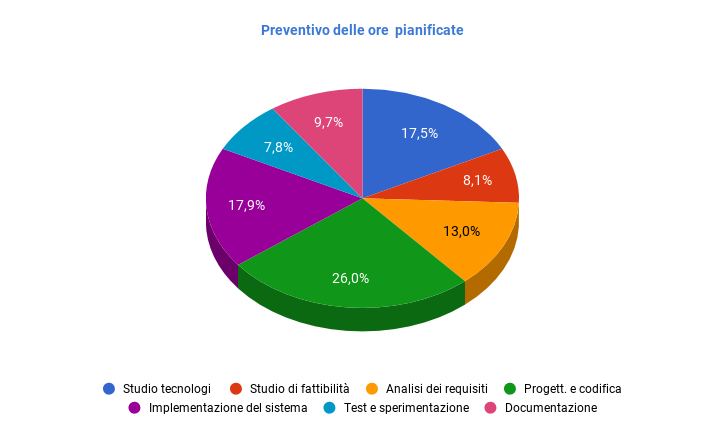 Preventivo delle ore pianificate
9,7%
17,5%
7,8%
8,1%
17,9%
13,0%
26,0%
Studio tecnologi
Studio di fattibilità
Analisi dei requisiti
Progett. e codifica
Implementazione del sistema
Test e sperimentazione
Documentazione